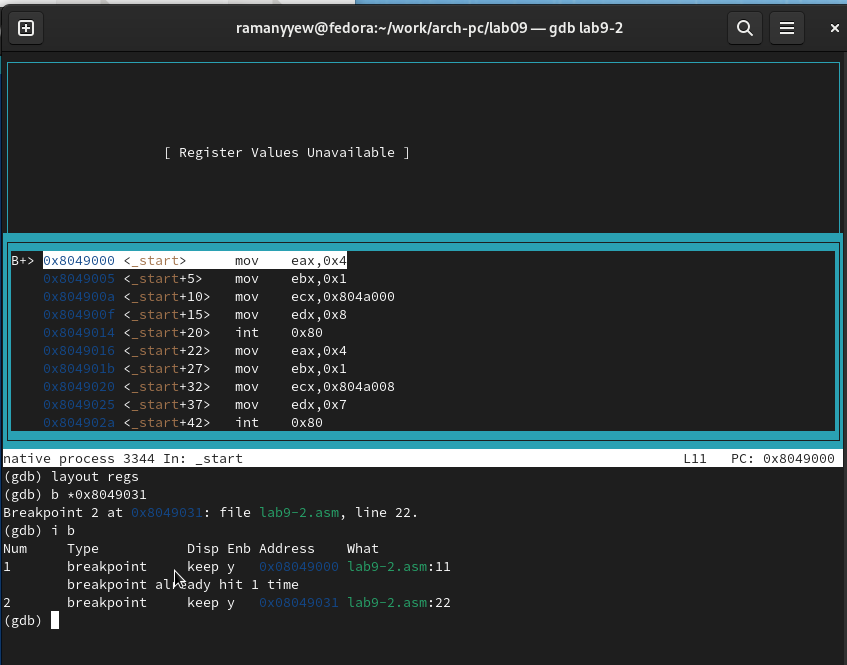 ramanyyew@fedora:~/work/arch-pc/lab09 — gdb lab9-2
[ Register Values Unavailable ]
B+> 0x8049000 <_start>      mov    eax,0x4
0x8049005 <_start+5>    mov    ebx,0x1
0x804900a <_start+10>   mov    ecx,0x804a000
0x804900f <_start+15>   mov    edx,0x8
0x8049014 <_start+20>   int    0x80
0x8049016 <_start+22>   mov    eax,0x4
0x804901b <_start+27>   mov    ebx,0x1
0x8049020 <_start+32>   mov    ecx,0x804a008
0x8049025 <_start+37>   mov    edx,0x7
0x804902a <_start+42>   int    0x80
native process 3344 In: _start                                                       L11   PC: 0x8049000
(gdb) layout regs
(gdb) b *0x8049031
Breakpoint 2 at 0x8049031: file lab9-2.asm, line 22.
(gdb) i b
Num     Type           Disp Enb Address    What
1       breakpoint     keep y   0x08049000 lab9-2.asm:11
breakpoint already hit 1 time
2       breakpoint     keep y   0x08049031 lab9-2.asm:22
(gdb)